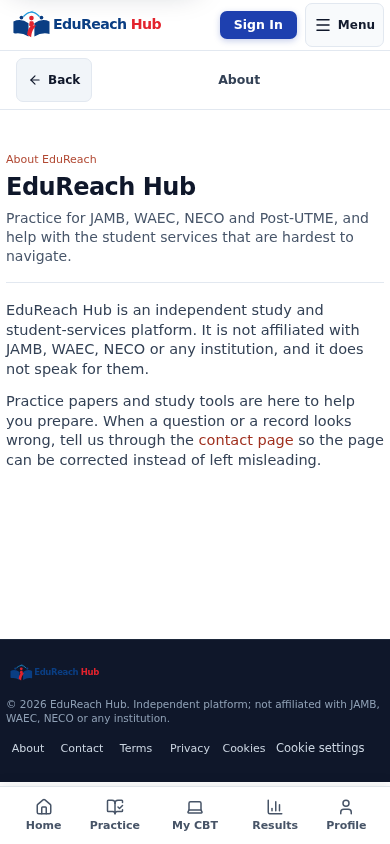 EduReach Hub
Sign In
Menu
Back
About
About EduReach
EduReach Hub
Practice for JAMB, WAEC, NECO and Post-UTME, and
help with the student services that are hardest to
navigate.
EduReach Hub is an independent study and
student-services platform. It is not affiliated with
JAMB, WAEC, NECO or any institution, and it does
not speak for them.
Practice papers and study tools are here to help
you prepare. When a question or a record looks
wrong, tell us through the contact page so the page
can be corrected instead of left misleading.
EduReach Hub
© 2026 EduReach Hub. Independent platform; not affiliated with JAMB,
WAEC, NECO or any institution.
About Contact Terms Privacy Cookies Cookie settings
Home Practice My CBT Results Profile